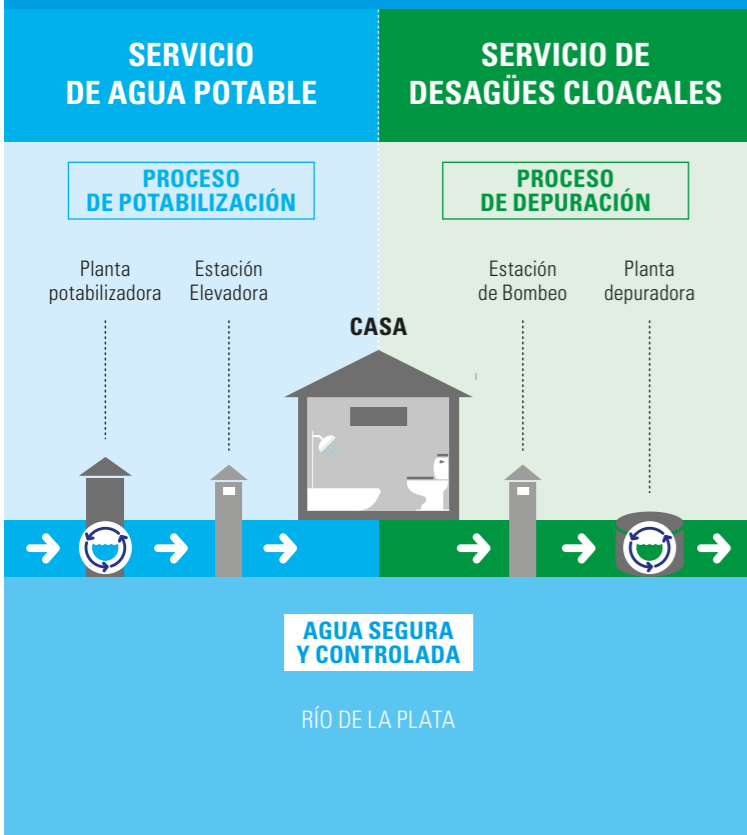 SERVICIO
DE AGUA POTABLE
SERVICIO DE
DESAGÜES CLOACALES
PROCESO
DE POTABILIZACIÓN
PROCESO
DE DEPURACIÓN
Planta
potabilizadora
Estación
Elevadora
Estación
de Bombeo
Planta
depuradora
CASA
AGUA SEGURA
Y CONTROLADA
RÍO DE LA PLATA